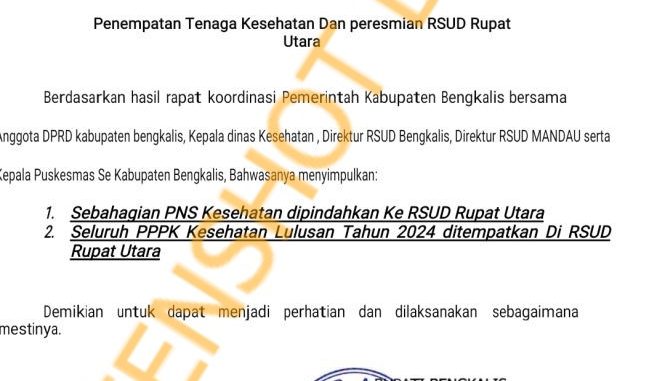 Penempatan Tenaga Kesehatan Dan peresmian RSUD Rupat
Utara
Berdasarkan hasil rapat koordinasi Pemerintah Kabupaten Bengkalis bersama
Anggota DPRD kabupaten bengkalis, Kepala dinas Kesehatan , Direktur RSUD Bengkalis, Direktur RSUD MANDAU serta
Kepala Puskesmas Se Kabupaten Bengkalis, Bahwasanya menyimpulkan:
1. Sebahagian PNS Kesehatan dipindahkan Ke RSUD Rupat Utara
2. Seluruh PPPK Kesehatan Lulusan Tahun 2024 ditempatkan Di RSUD
Rupat Utara
Demikian untuk dapat menjadi perhatian dan dilaksanakan sebagaimana
mestinya.
BUPATI BENGKALIS